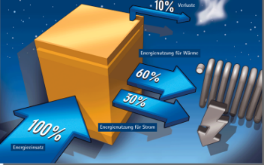 10% Verluste
Energienutzung für Wärme
60%
30%
Energienutzung für Strom
100%
Energieeinsatz